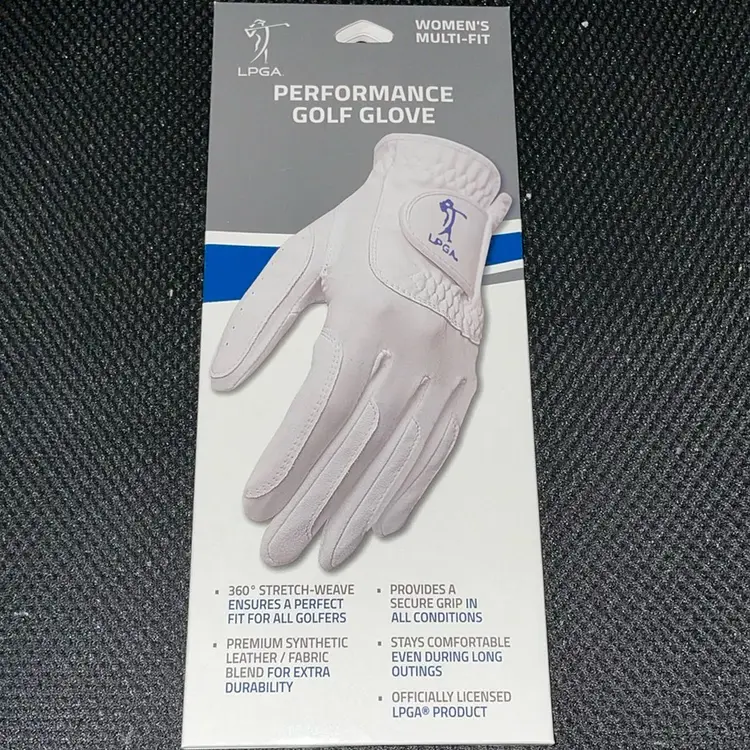 LPGA
WOMEN'S
MULTI-FIT
PERFORMANCE
GOLF GLOVE
LPGA
▪ 360° STRETCH-WEAVE
ENSURES A PERFECT
FIT FOR ALL GOLFERS
▪ PREMIUM SYNTHETIC
LEATHER / FABRIC
BLEND FOR EXTRA
DURABILITY
▪ PROVIDES A
SECURE GRIP IN
ALL CONDITIONS
▪ STAYS COMFORTABLE
EVEN DURING LONG
OUTINGS
▪ OFFICIALLY LICENSED
LPGA® PRODUCT